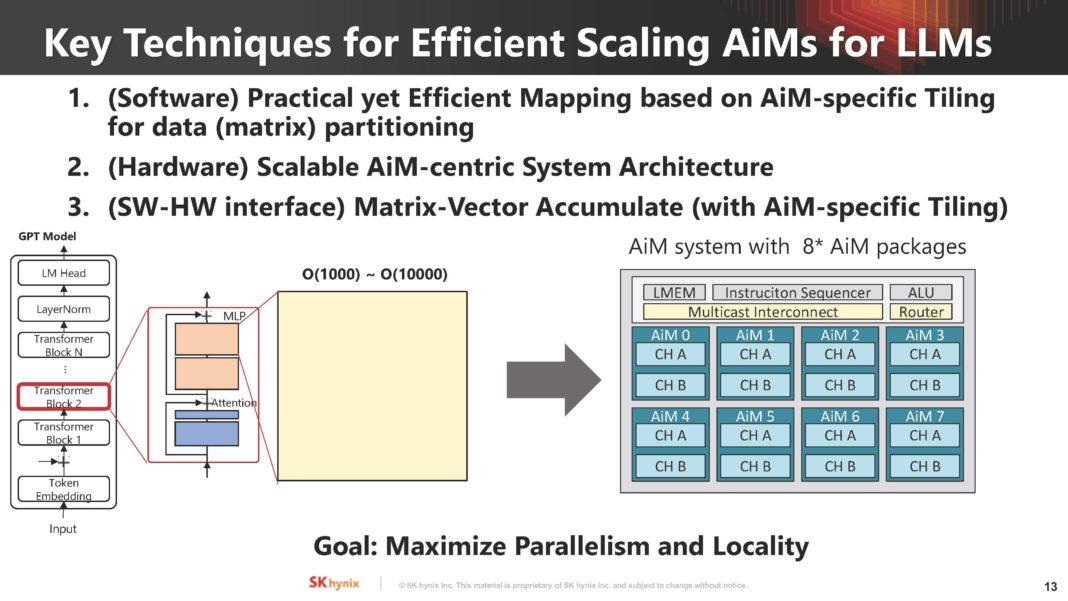 Key Techniques for Efficient Scaling AiMs for LLMs
1. (Software) Practical yet Efficient Mapping based on AiM-specific Tiling
for data (matrix) partitioning
2. (Hardware) Scalable AiM-centric System Architecture
3. (SW-HW interface) Matrix-Vector Accumulate (with AiM-specific Tiling)
GPT Model
LM Head
LayerNorm
Transformer
Block N
...
Transformer
Block 2
Transformer
Block 1
Token
Embedding
Input
MLP
Attention
O(1000) ~ O(10000)
AiM system with 8* AiM packages
LMEM
Instruciton Sequencer
ALU
Multicast Interconnect
Router
AiM 0
CH A
CH B
AiM 1
CH A
CH B
AiM 2
CH A
CH B
AiM 3
CH A
CH B
AiM 4
CH A
CH B
AiM 5
CH A
CH B
AiM 6
CH A
CH B
AiM 7
CH A
CH B
Goal: Maximize Parallelism and Locality
SK hynix
© SK hynix Inc. This material is proprietary of SK hynix Inc. and subject to change without notice.
13